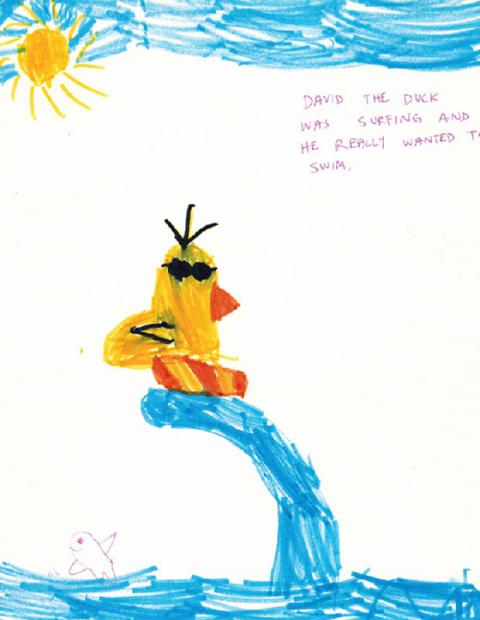 DAVID THE DUCK
WAS SURFING AND
HE REALLY WANTED TO
SWIM.